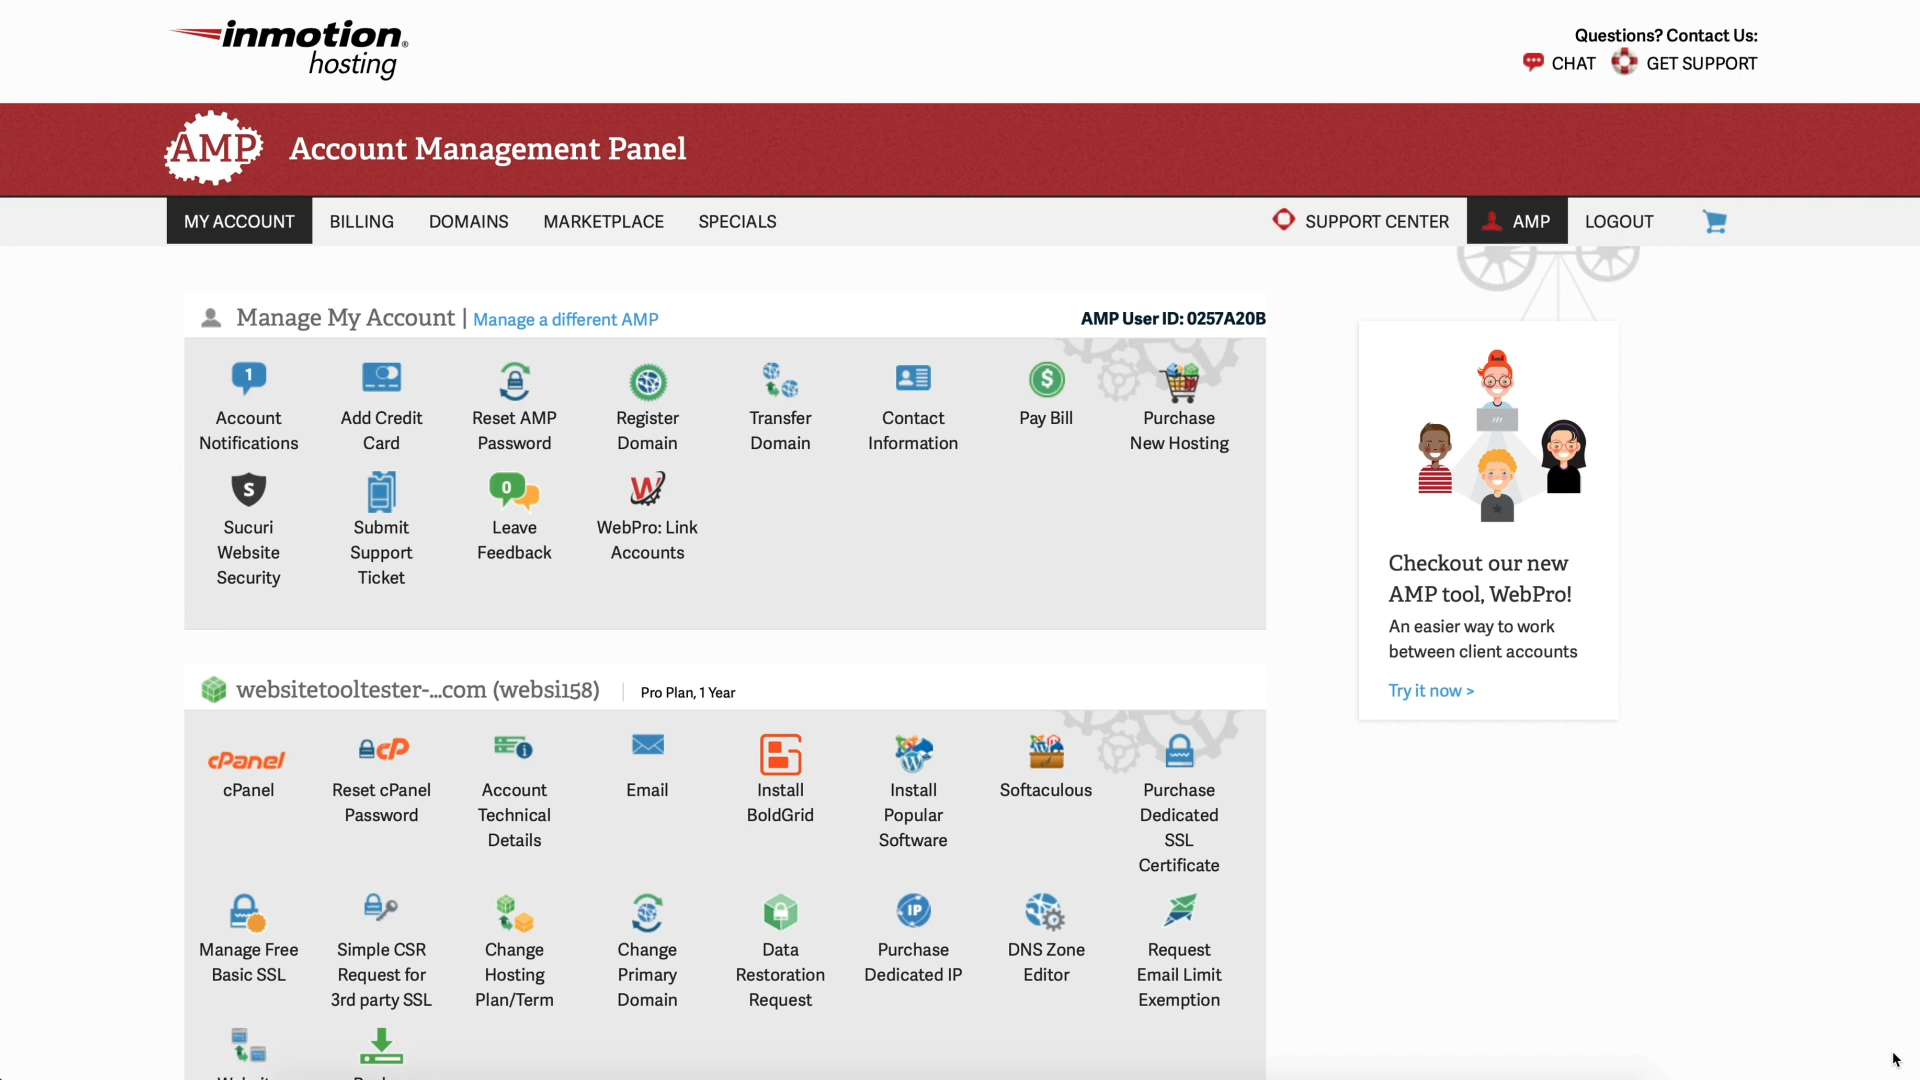 inmotion®
hosting
Questions? Contact Us:
CHAT GET SUPPORT
AMP Account Management Panel
MY ACCOUNT BILLING DOMAINS MARKETPLACE SPECIALS SUPPORT CENTER AMP LOGOUT
Manage My Account | Manage a different AMP AMP User ID: 0257A20B
1
$
Account Add Credit Reset AMP Register Transfer Contact Pay Bill Purchase
Notifications Card Password Domain Domain Information New Hosting
S 0 W
Sucuri Submit Leave WebPro: Link
Website Support Feedback Accounts
Security Ticket
Checkout our new
AMP tool, WebPro!
An easier way to work
between client accounts
Try it now >
websitetooltester-...com (websi158) Pro Plan, 1 Year
cPanel cP
cPanel Reset cPanel Account Email Install Install Softaculous Purchase
Password Technical BoldGrid Popular Dedicated
Details Software SSL
Certificate
IP
Manage Free Simple CSR Change Change Data Purchase DNS Zone Request
Basic SSL Request for Hosting Primary Restoration Dedicated IP Editor Email Limit
3rd party SSL Plan/Term Domain Request Exemption